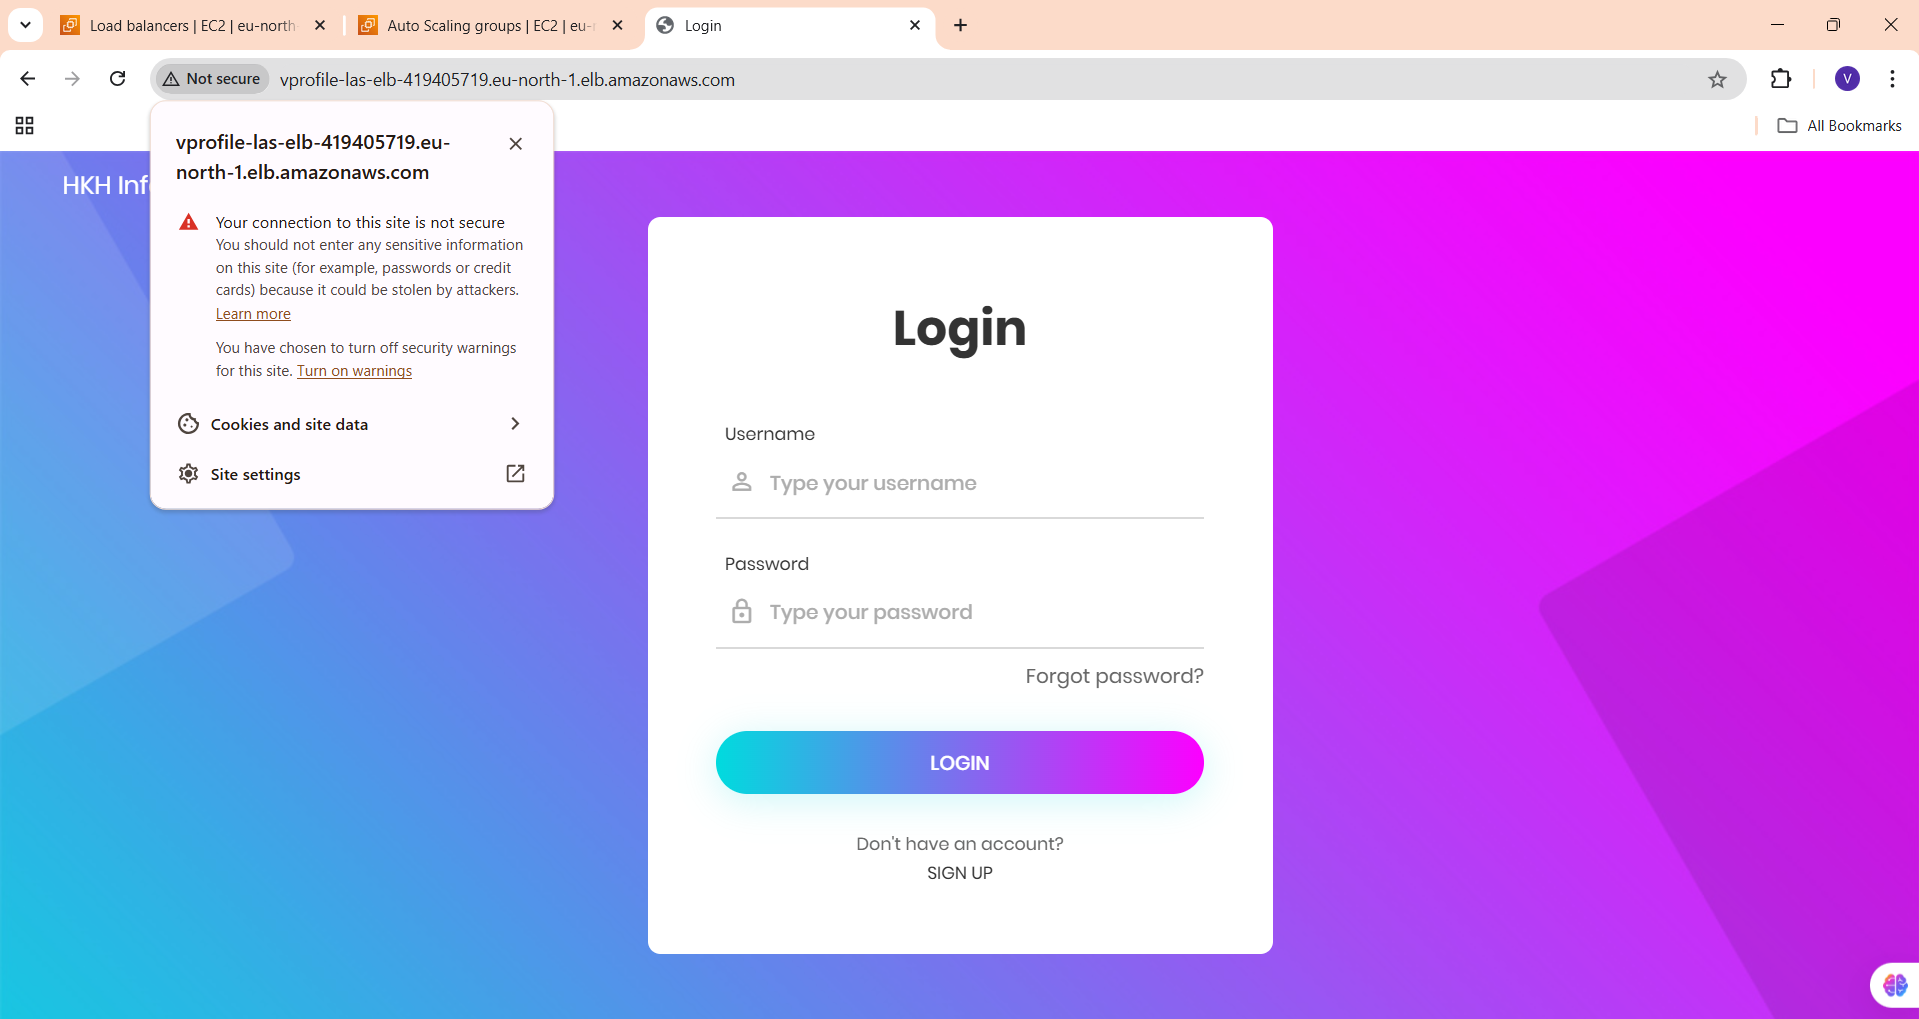 Load balancers | EC2 | eu-north-
Auto Scaling groups | EC2 | eu-
Login
Not secure
vprofile-las-elb-419405719.eu-north-1.elb.amazonaws.com
V
All Bookmarks
vprofile-las-elb-419405719.eu-
north-1.elb.amazonaws.com
Your connection to this site is not secure
You should not enter any sensitive information
on this site (for example, passwords or credit
cards) because it could be stolen by attackers.
Learn more
You have chosen to turn off security warnings
for this site. Turn on warnings
Cookies and site data
Site settings
HKH Inf
Login
Username
Type your username
Password
Type your password
Forgot password?
LOGIN
Don't have an account?
SIGN UP